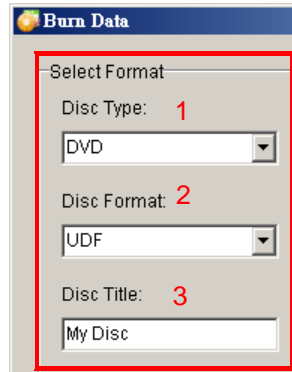 Burn Data
Select Format
Disc Type: 1
DVD
Disc Format: 2
UDF
Disc Title: 3
My Disc